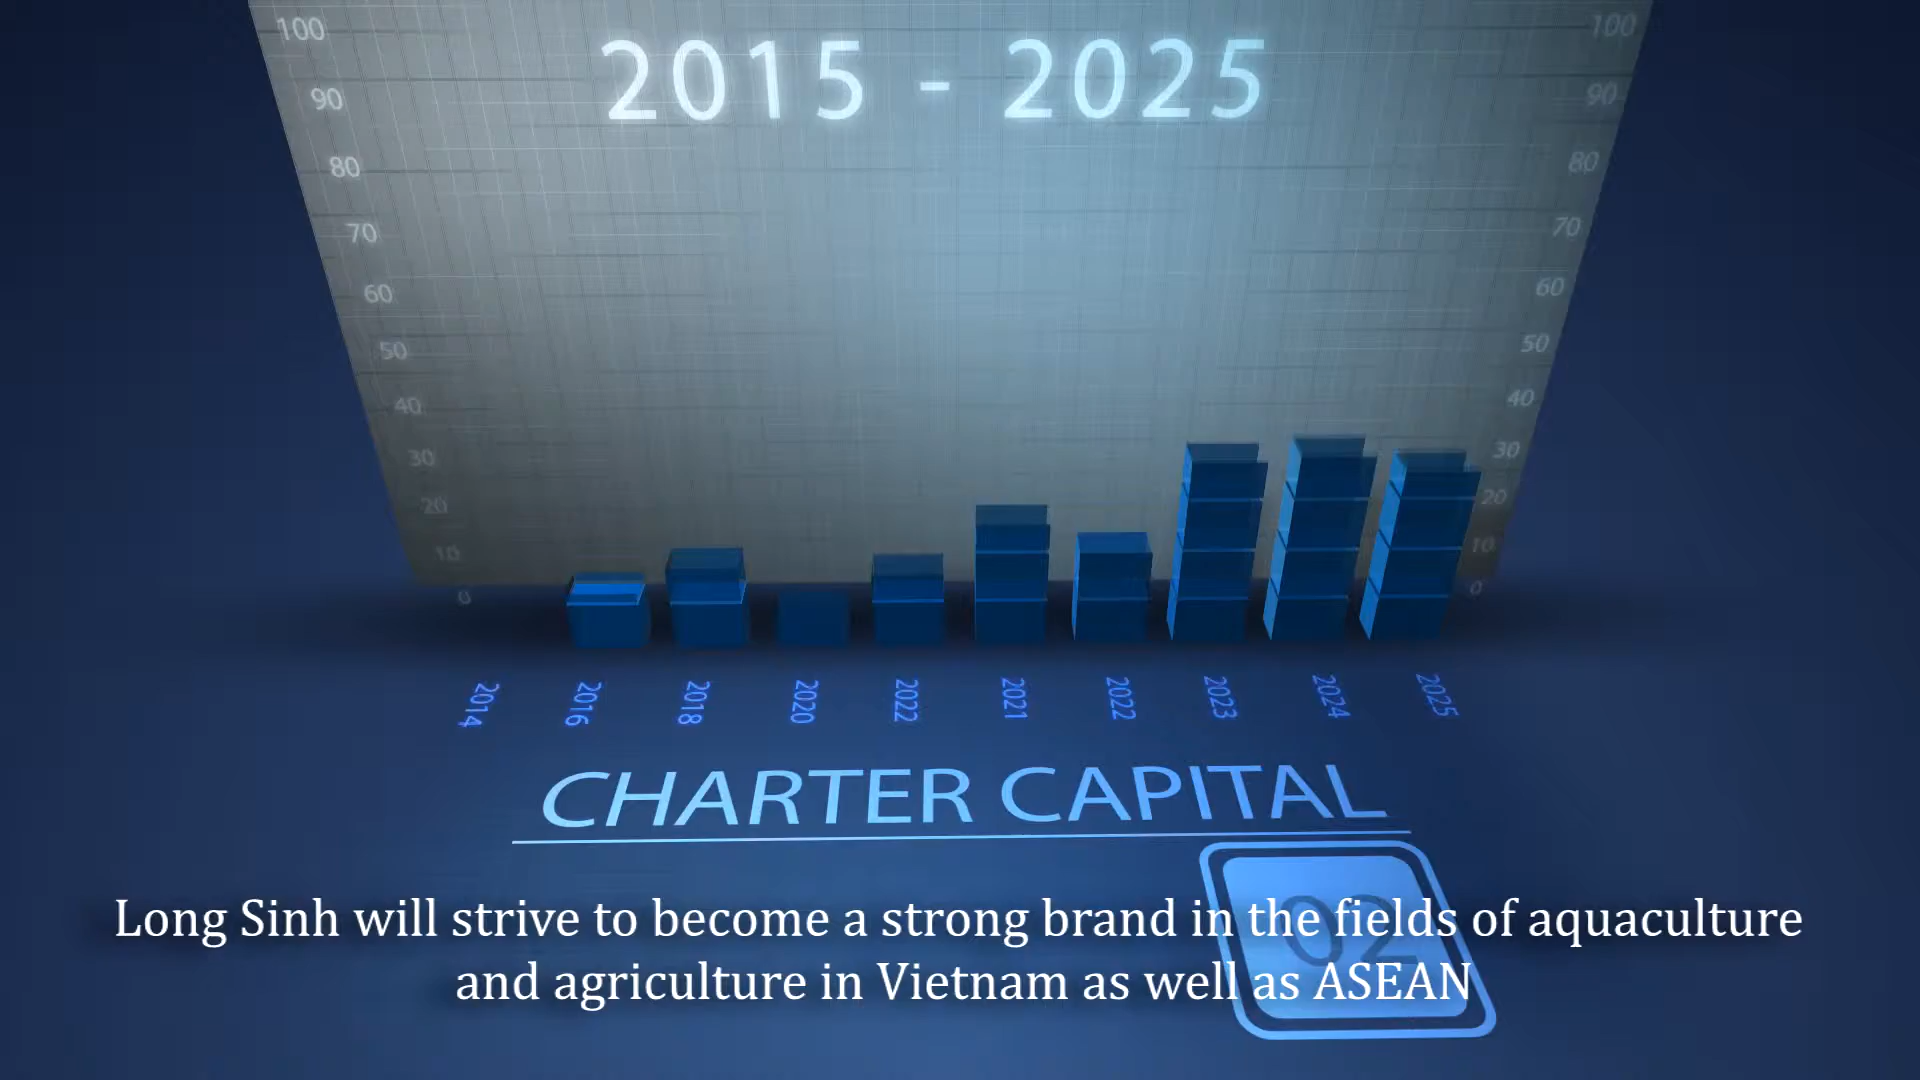 2015 - 2025
100 100
90 90
80 80
70 70
60 60
50 50
40 40
30 30
20 20
10 10
0 0
2014 2016 2018 2020 2022 2021 2022 2023 2024 2025
CHARTER CAPITAL
02
Long Sinh will strive to become a strong brand in the fields of aquaculture
and agriculture in Vietnam as well as ASEAN